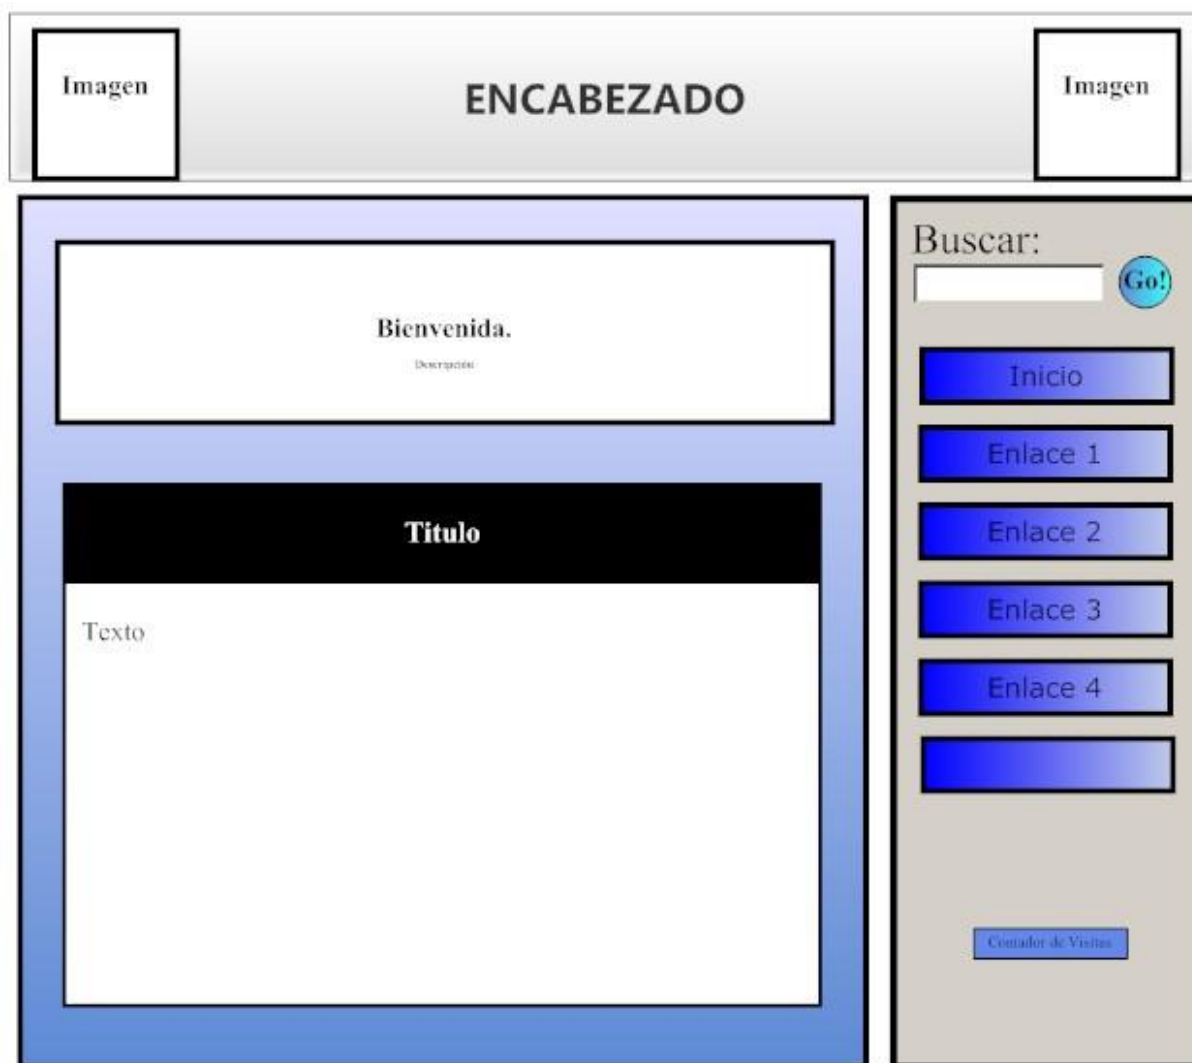 Imagen
ENCABEZADO
Imagen
Bienvenida.
Descripción
Titulo
Texto
Buscar:
Go!
Inicio
Enlace 1
Enlace 2
Enlace 3
Enlace 4
Contador de Visitas